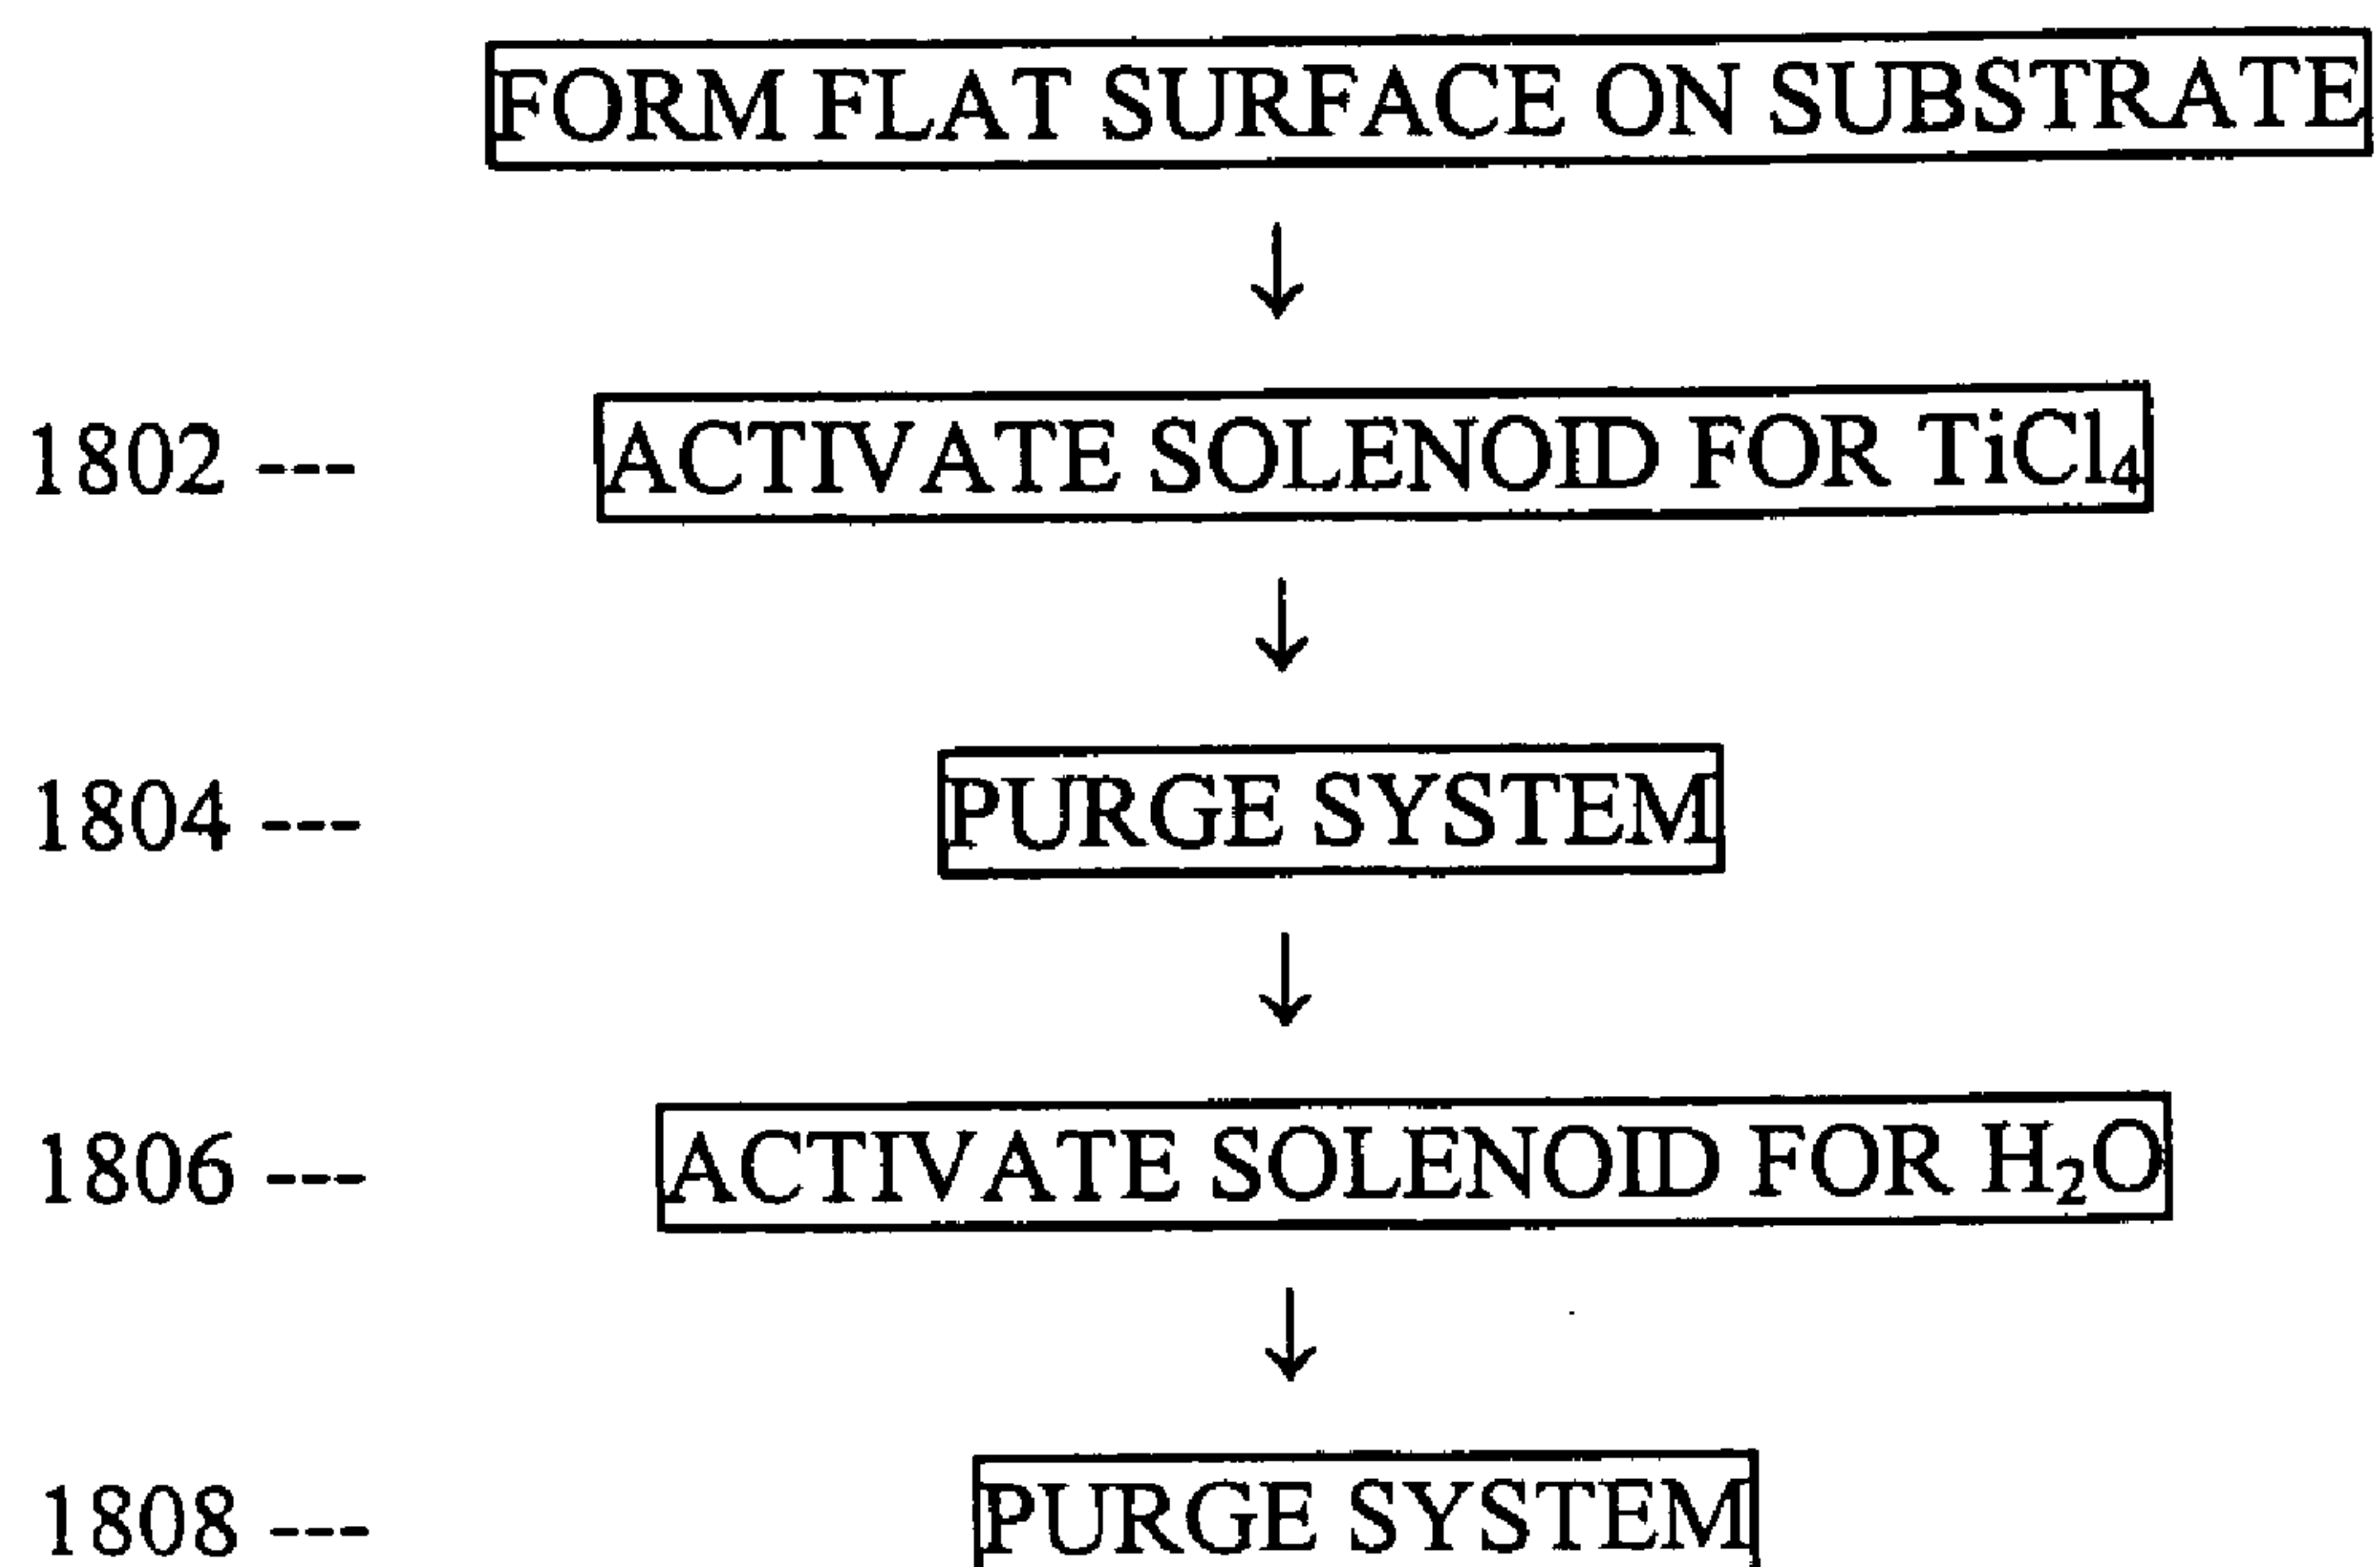 FORM FLAT SURFACE ON SUBSTRATE
1802 --- ACTIVATE SOLENOID FOR TiCl₄
1804 --- PURGE SYSTEM
1806 --- ACTIVATE SOLENOID FOR H₂O
1808 --- PURGE SYSTEM